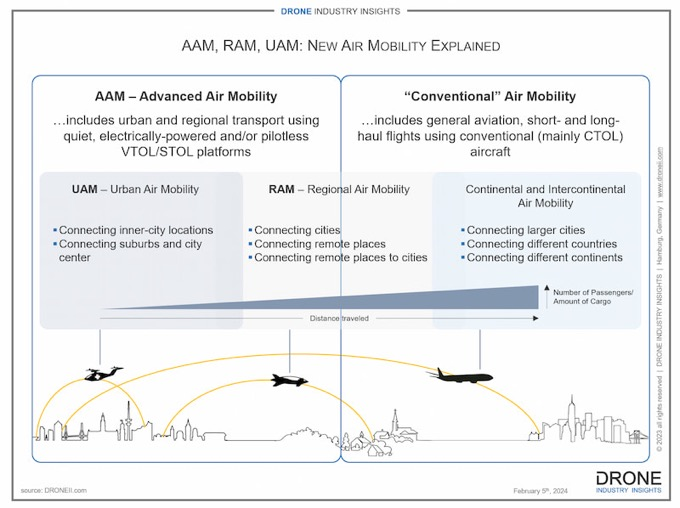 DRONE INDUSTRY INSIGHTS
AAM, RAM, UAM: NEW AIR MOBILITY EXPLAINED
AAM – Advanced Air Mobility
…includes urban and regional transport using
quiet, electrically-powered and/or pilotless
VTOL/STOL platforms
“Conventional” Air Mobility
…includes general aviation, short- and long-
haul flights using conventional (mainly CTOL)
aircraft
UAM – Urban Air Mobility
▪ Connecting inner-city locations
▪ Connecting suburbs and city
center
RAM – Regional Air Mobility
▪ Connecting cities
▪ Connecting remote places
▪ Connecting remote places to cities
Continental and Intercontinental
Air Mobility
▪ Connecting larger cities
▪ Connecting different countries
▪ Connecting different continents
Number of Passengers/
Amount of Cargo
Distance traveled
© 2023 all rights reserved | DRONE INDUSTRY INSIGHTS | Hamburg, Germany | www.droneii.com
source: DRONEII.com
February 5th, 2024
DRONE
INDUSTRY INSIGHTS